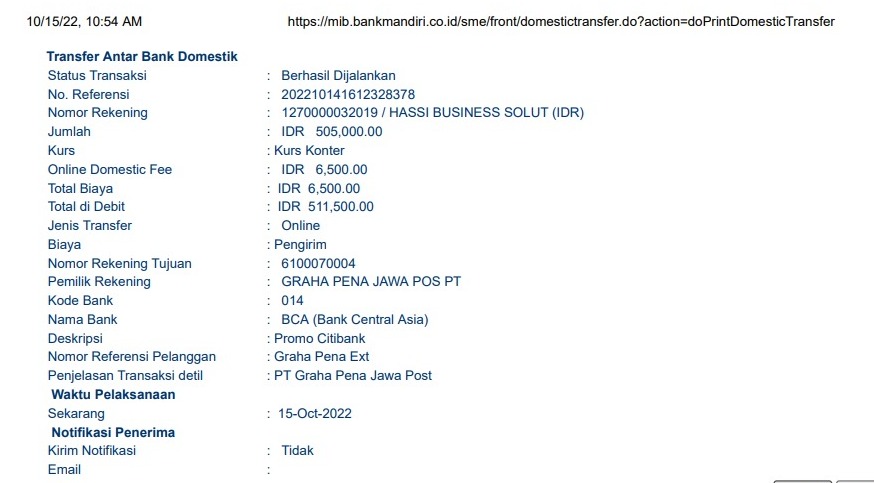 10/15/22, 10:54 AM https://mib.bankmandiri.co.id/sme/front/domestictransfer.do?action=doPrintDomesticTransfer
Transfer Antar Bank Domestik
Status Transaksi : Berhasil Dijalankan
No. Referensi : 202210141612328378
Nomor Rekening : 1270000032019 / HASSI BUSINESS SOLUT (IDR)
Jumlah : IDR 505,000.00
Kurs : Kurs Konter
Online Domestic Fee : IDR 6,500.00
Total Biaya : IDR 6,500.00
Total di Debit : IDR 511,500.00
Jenis Transfer : Online
Biaya : Pengirim
Nomor Rekening Tujuan : 6100070004
Pemilik Rekening : GRAHA PENA JAWA POS PT
Kode Bank : 014
Nama Bank : BCA (Bank Central Asia)
Deskripsi : Promo Citibank
Nomor Referensi Pelanggan : Graha Pena Ext
Penjelasan Transaksi detil : PT Graha Pena Jawa Post
Waktu Pelaksanaan
Sekarang : 15-Oct-2022
Notifikasi Penerima
Kirim Notifikasi : Tidak
Email :